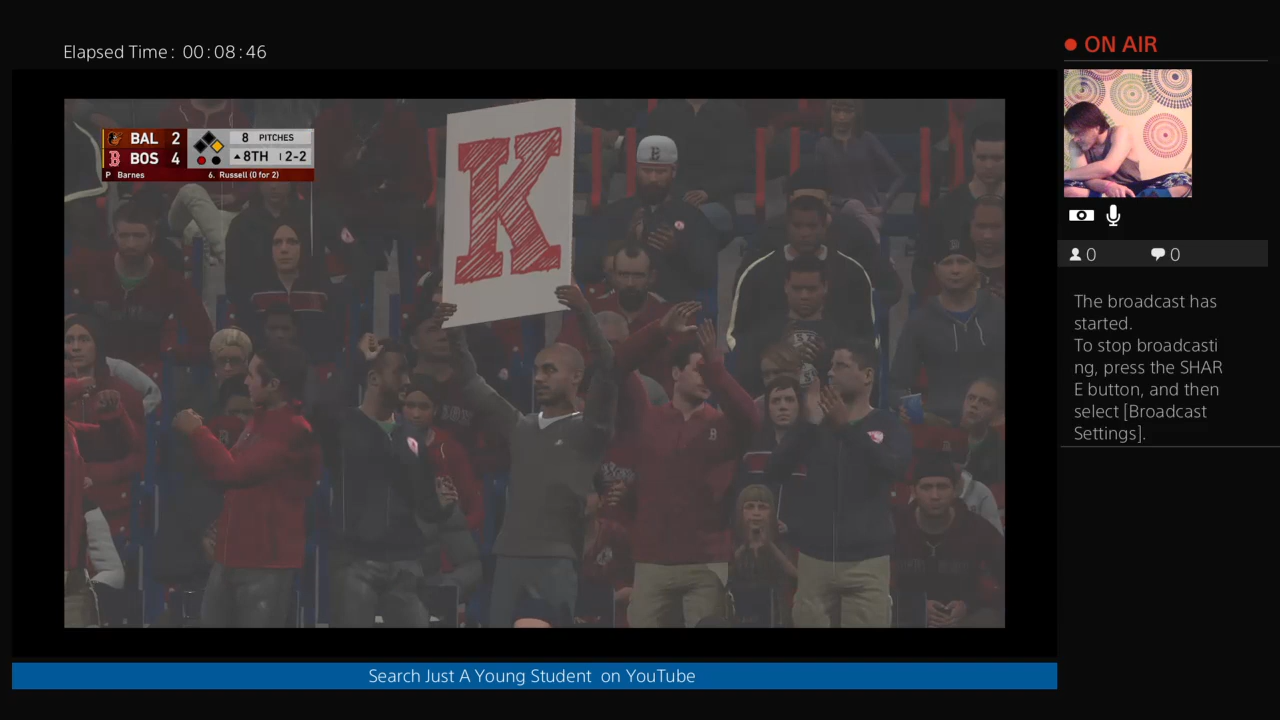 Elapsed Time: 00:08:46
ON AIR
BAL 2
8 PITCHES
BOS 4
8TH 2-2
P Barnes 6. Russell (0 for 2)
K
B
0 0
The broadcast has
started.
To stop broadcasti
ng, press the SHAR
E button, and then
select [Broadcast
Settings].
Search Just A Young Student on YouTube